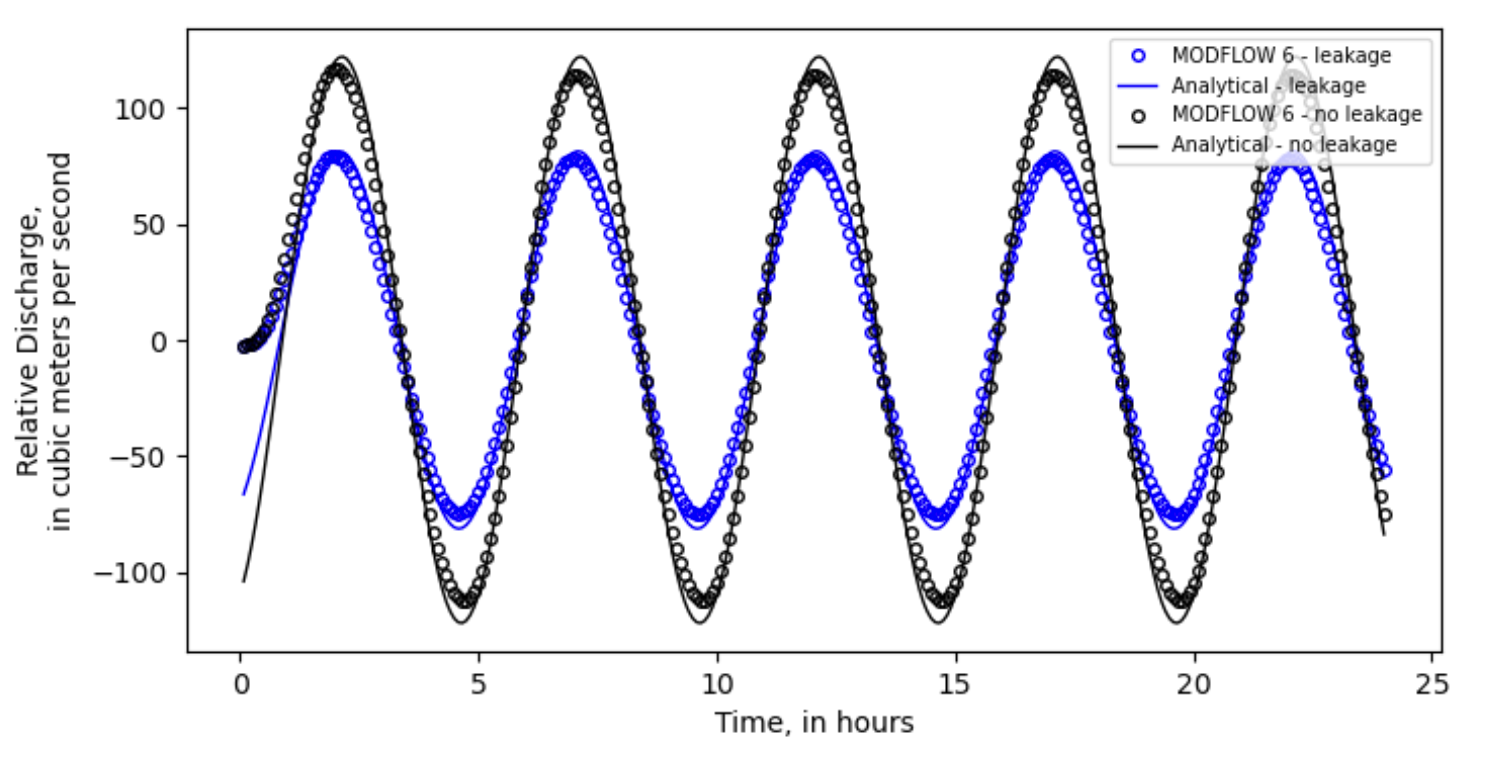 Relative Discharge,
in cubic meters per second
100
50
0
−50
−100
MODFLOW 6 - leakage
Analytical - leakage
MODFLOW 6 - no leakage
Analytical - no leakage
0 5 10 15 20 25
Time, in hours